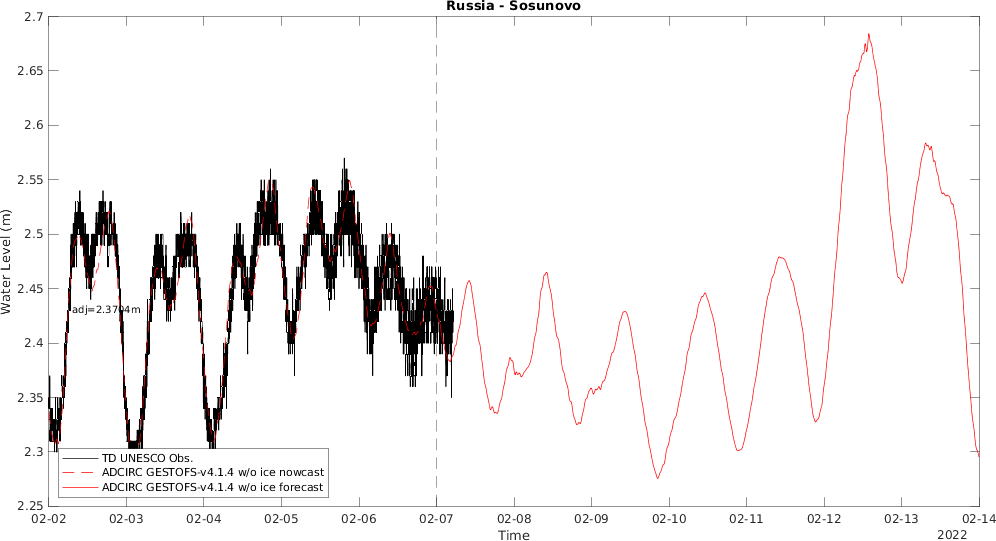 Russia - Sosunovo
2.7
2.65
2.6
2.55
2.5
2.45
2.4
2.35
2.3
2.25
Water Level (m)
adj=2.3704m
TD UNESCO Obs.
ADCIRC GESTOFS-v4.1.4 w/o ice nowcast
ADCIRC GESTOFS-v4.1.4 w/o ice forecast
02-02 02-03 02-04 02-05 02-06 02-07 02-08 02-09 02-10 02-11 02-12 02-13 02-14
Time
2022